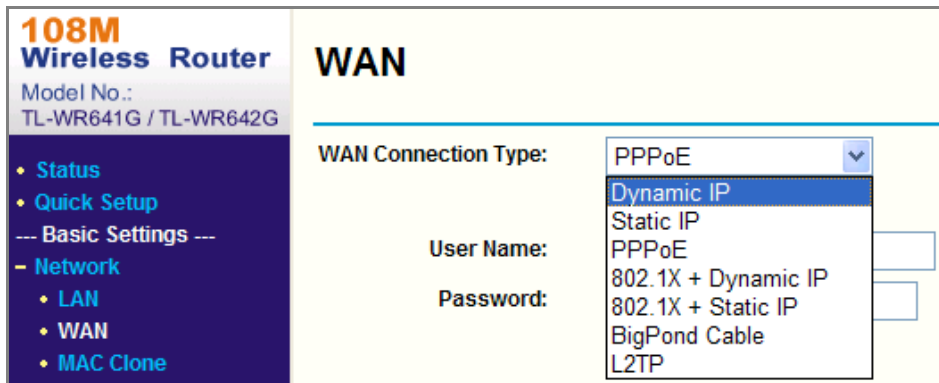 108M
Wireless Router
Model No.:
TL-WR641G / TL-WR642G
• Status
• Quick Setup
--- Basic Settings ---
– Network
• LAN
• WAN
• MAC Clone
WAN
WAN Connection Type:
PPPoE
Dynamic IP
Static IP
PPPoE
802.1X + Dynamic IP
802.1X + Static IP
BigPond Cable
L2TP
User Name:
Password: